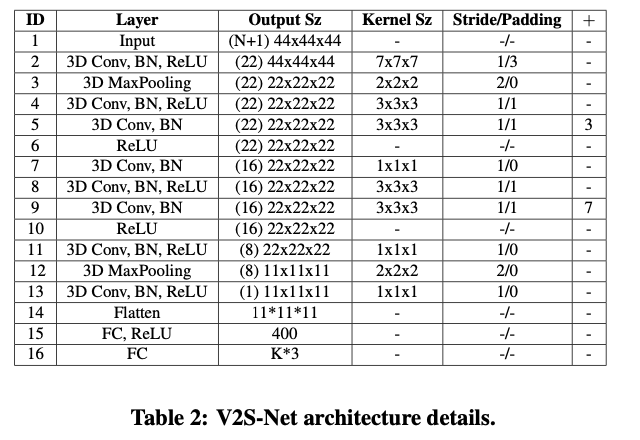 ID Layer Output Sz Kernel Sz Stride/Padding +
1 Input (N+1) 44x44x44 - -/- -
2 3D Conv, BN, ReLU (22) 44x44x44 7x7x7 1/3 -
3 3D MaxPooling (22) 22x22x22 2x2x2 2/0 -
4 3D Conv, BN, ReLU (22) 22x22x22 3x3x3 1/1 -
5 3D Conv, BN (22) 22x22x22 3x3x3 1/1 3
6 ReLU (22) 22x22x22 - -/- -
7 3D Conv, BN (16) 22x22x22 1x1x1 1/0 -
8 3D Conv, BN, ReLU (16) 22x22x22 3x3x3 1/1 -
9 3D Conv, BN (16) 22x22x22 3x3x3 1/1 7
10 ReLU (16) 22x22x22 - -/- -
11 3D Conv, BN, ReLU (8) 22x22x22 1x1x1 1/0 -
12 3D MaxPooling (8) 11x11x11 2x2x2 2/0 -
13 3D Conv, BN, ReLU (1) 11x11x11 1x1x1 1/0 -
14 Flatten 11*11*11 - -/- -
15 FC, ReLU 400 - -/- -
16 FC K*3 - -/- -
Table 2: V2S-Net architecture details.